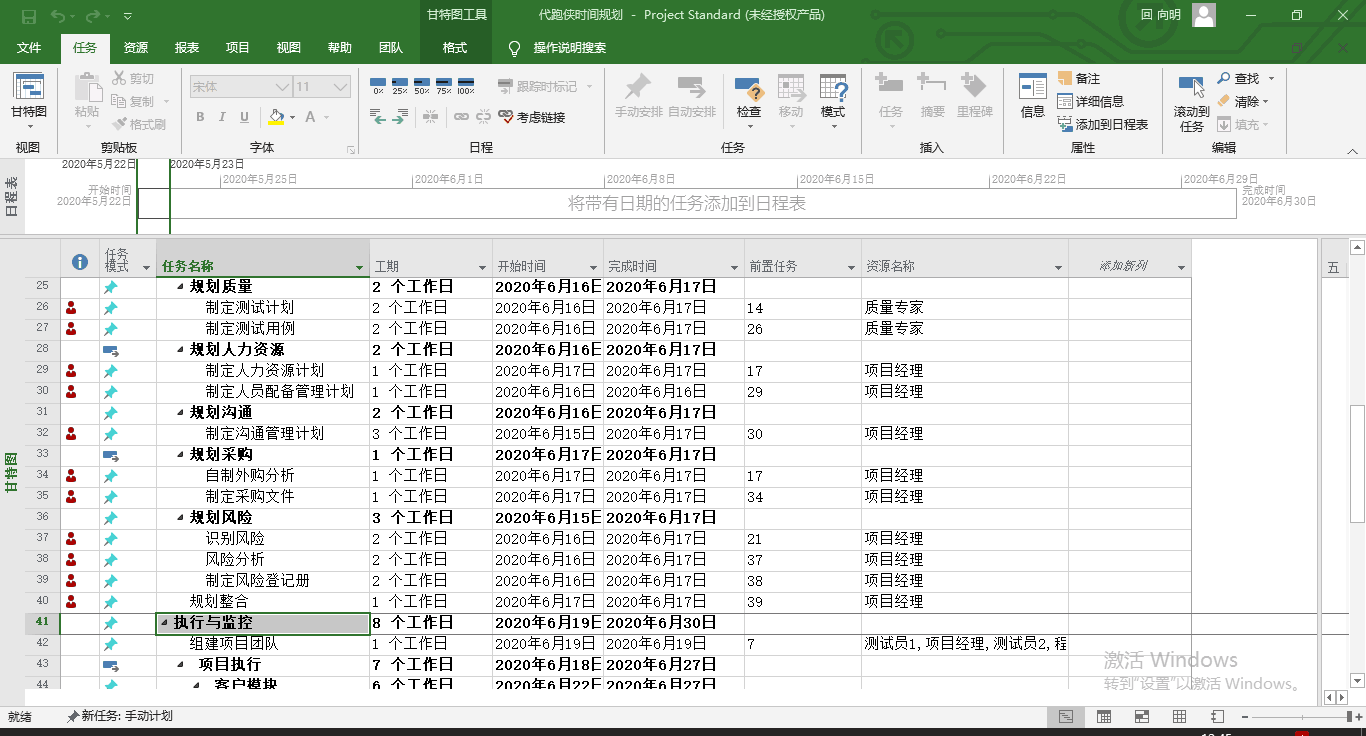 甘特图工具
代跑侠时间规划 - Project Standard (未经授权产品)
回 向明
文件 任务 资源 报表 项目 视图 帮助 团队 格式 操作说明搜索
甘特图 粘贴 剪切 复制 格式刷
宋体 11
B I U A
0% 25% 50% 75% 100%
跟踪时标记 考虑链接
手动安排 自动安排 检查 移动 模式
任务 摘要 里程碑
信息 备注 详细信息 添加到日程表
滚动到任务 查找 清除 填充
视图 剪贴板 字体 日程 任务 插入 属性 编辑
日程表
2020年5月22日 2020年5月23日
2020年5月25日 2020年6月1日 2020年6月8日 2020年6月15日 2020年6月22日 2020年6月29日
开始时间
2020年5月22日
将带有日期的任务添加到日程表
完成时间
2020年6月30日
甘特图
任务模式 任务名称 工期 开始时间 完成时间 前置任务 资源名称 添加新列 五
25 规划质量 2 个工作日 2020年6月16日 2020年6月17日
26 制定测试计划 2 个工作日 2020年6月16日 2020年6月17日 14 质量专家
27 制定测试用例 2 个工作日 2020年6月16日 2020年6月17日 26 质量专家
28 规划人力资源 2 个工作日 2020年6月16日 2020年6月17日
29 制定人力资源计划 1 个工作日 2020年6月16日 2020年6月17日 17 项目经理
30 制定人员配备管理计划 1 个工作日 2020年6月16日 2020年6月16日 29 项目经理
31 规划沟通 2 个工作日 2020年6月16日 2020年6月17日
32 制定沟通管理计划 3 个工作日 2020年6月15日 2020年6月17日 30 项目经理
33 规划采购 1 个工作日 2020年6月17日 2020年6月17日
34 自制外购分析 1 个工作日 2020年6月17日 2020年6月17日 17 项目经理
35 制定采购文件 1 个工作日 2020年6月17日 2020年6月17日 34 项目经理
36 规划风险 3 个工作日 2020年6月15日 2020年6月17日
37 识别风险 2 个工作日 2020年6月16日 2020年6月17日 21 项目经理
38 风险分析 2 个工作日 2020年6月16日 2020年6月17日 37 项目经理
39 制定风险登记册 2 个工作日 2020年6月16日 2020年6月17日 38 项目经理
40 规划整合 1 个工作日 2020年6月17日 2020年6月17日 39 项目经理
41 执行与监控 8 个工作日 2020年6月19日 2020年6月30日
42 组建项目团队 1 个工作日 2020年6月19日 2020年6月19日 7 测试员1,项目经理,测试员2,程
43 项目执行 7 个工作日 2020年6月18日 2020年6月27日
44 客户模块 6 个工作日 2020年6月22日 2020年6月27日
激活 Windows
转到"设置"以激活 Windows。
就绪 新任务: 手动计划